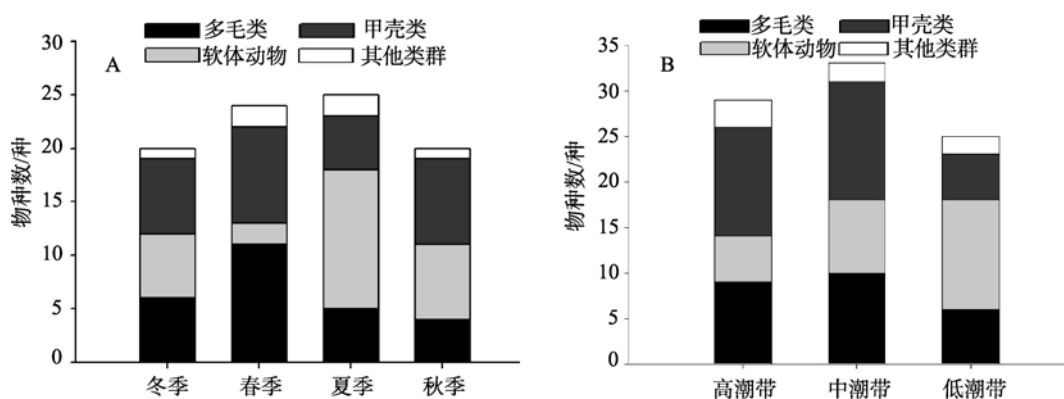 多毛类 甲壳类
软体动物 其他类群
A
物种数/种
30
25
20
15
10
5
0
冬季 春季 夏季 秋季
多毛类 甲壳类
软体动物 其他类群
B
物种数/种
35
30
25
20
15
10
5
0
高潮带 中潮带 低潮带